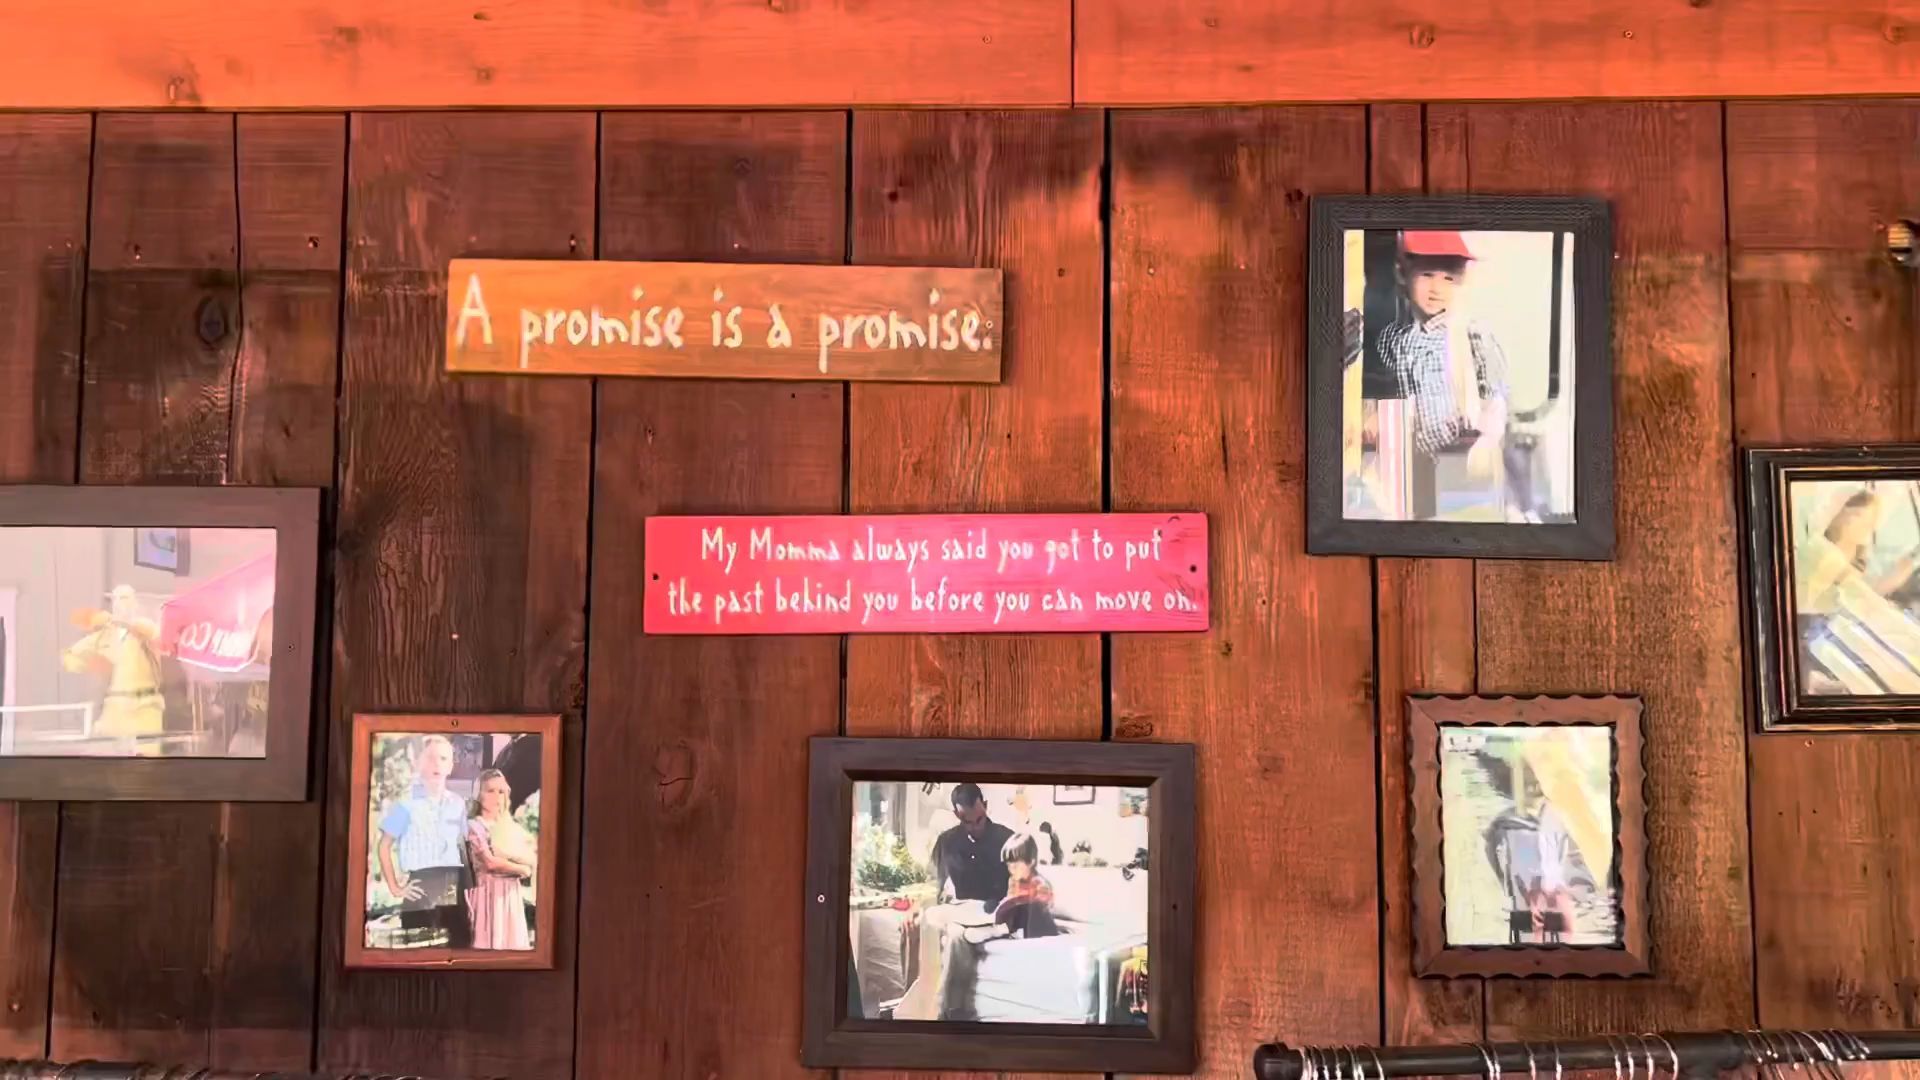 A promise is a promise.
My Momma always said you got to put
the past behind you before you can move on.